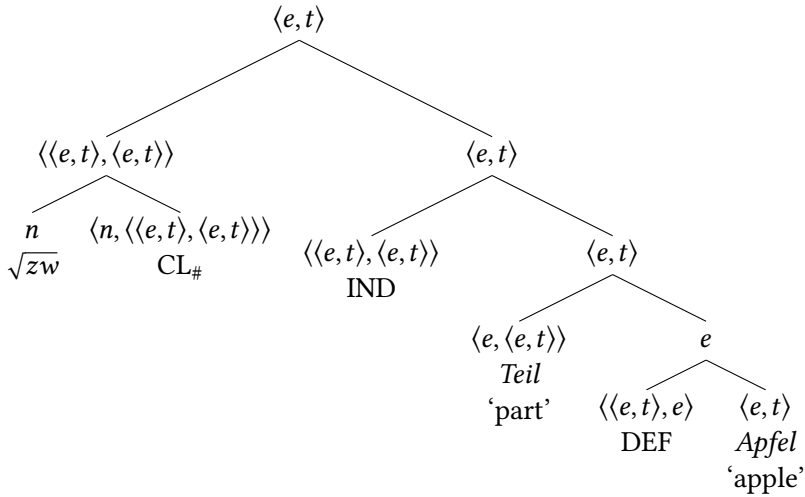 ⟨e, t⟩
⟨⟨e, t⟩, ⟨e, t⟩⟩ ⟨e, t⟩
n ⟨n, ⟨⟨e, t⟩, ⟨e, t⟩⟩⟩ ⟨⟨e, t⟩, ⟨e, t⟩⟩ ⟨e, t⟩
√zw CL# IND
⟨e, ⟨e, t⟩⟩ e
Teil
‘part’ ⟨⟨e, t⟩, e⟩ ⟨e, t⟩
DEF Apfel
‘apple’